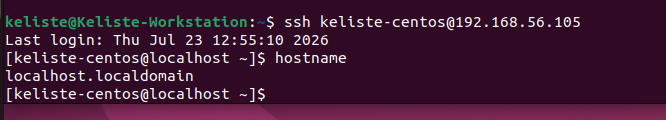 keliste@Keliste-Workstation:~$ ssh keliste-centos@192.168.56.105
Last login: Thu Jul 23 12:55:10 2026
[keliste-centos@localhost ~]$ hostname
localhost.localdomain
[keliste-centos@localhost ~]$